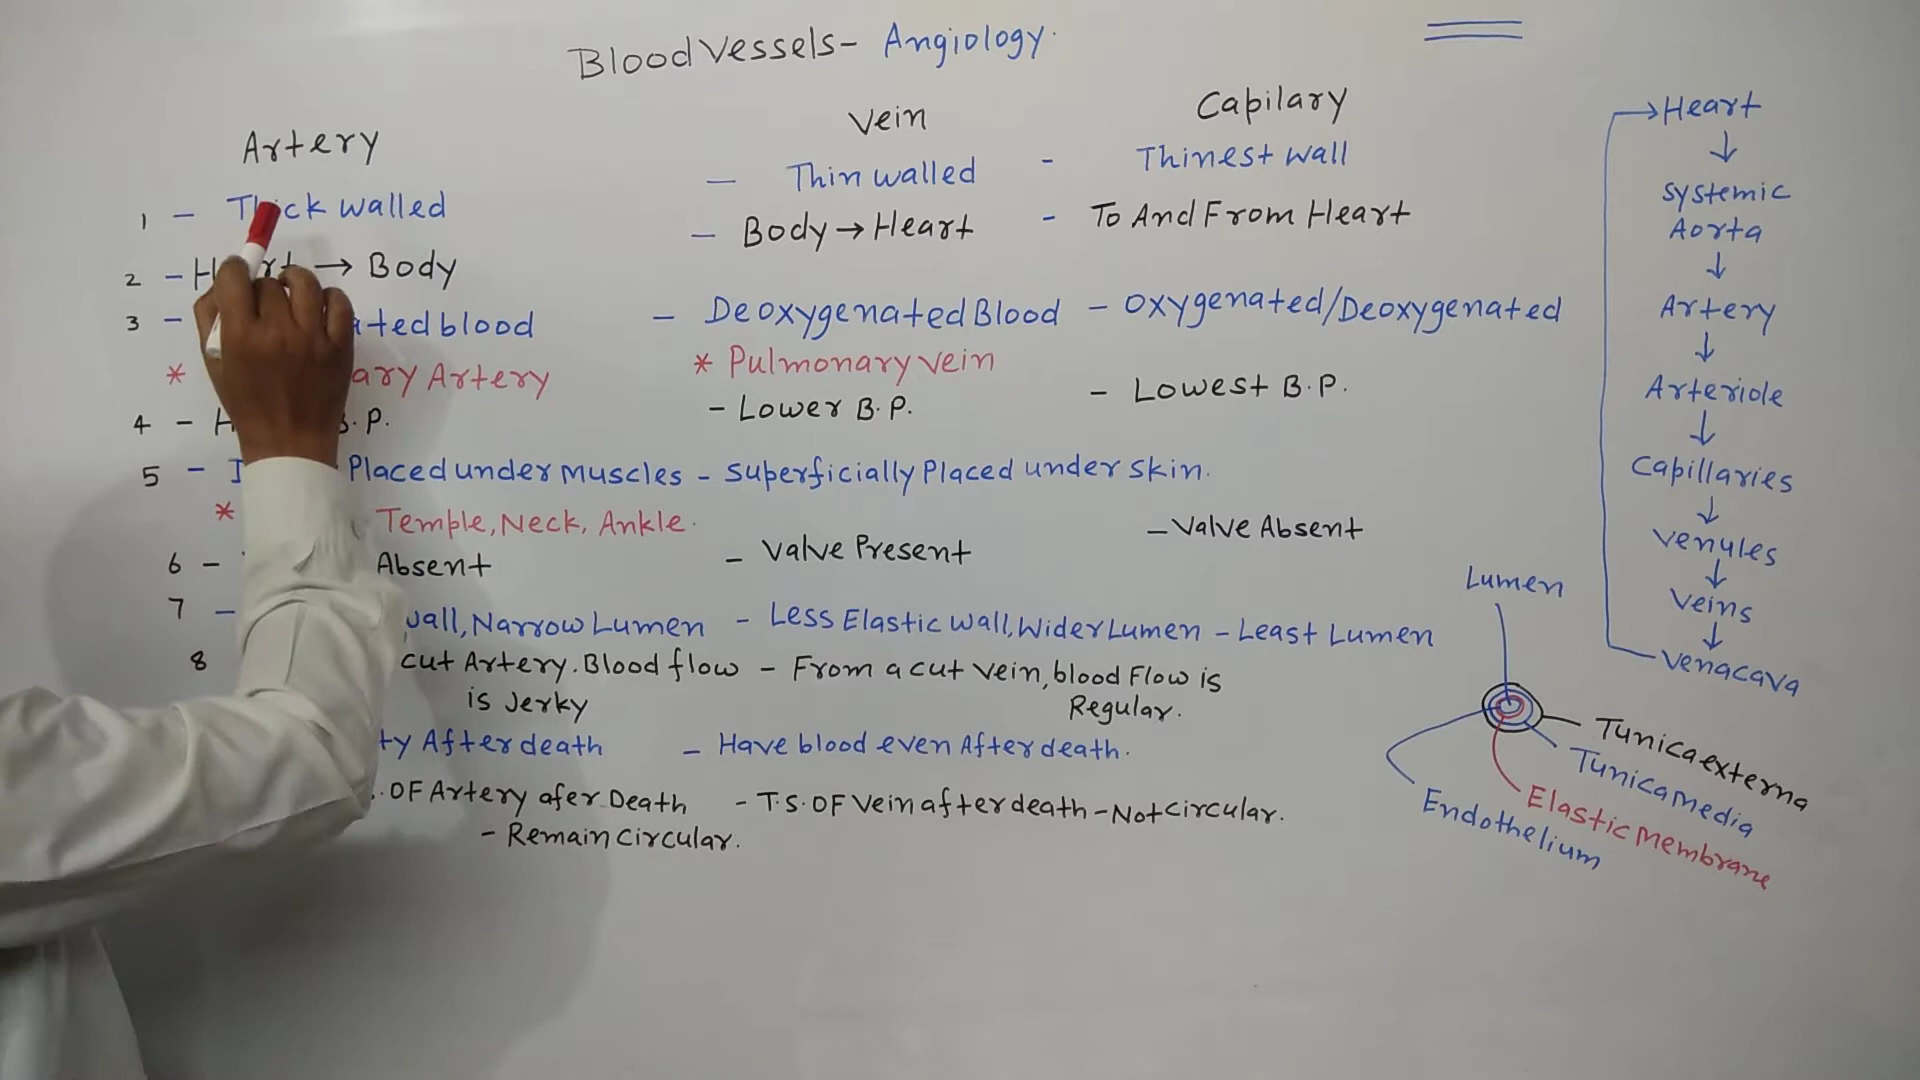 Blood Vessels - Angiology.
Artery
Vein
Capilary
1 - Thick walled
- Thin walled
- Thinest wall
2 - Heart → Body
- Body → Heart
- To And From Heart
3 - ated blood
- Deoxygenated Blood
- Oxygenated/Deoxygenated
* ary Artery
* Pulmonary vein
4 - B.P.
- Lower B.P.
- Lowest B.P.
5 - Placed under muscles
- Superficially Placed under skin.
* Temple, Neck, Ankle.
6 - Absent
- Valve Present
- Valve Absent
7 - wall, Narrow Lumen
- Less Elastic wall, Wider Lumen
- Least Lumen
8 cut Artery. Blood flow
is Jerky
- From a cut vein, blood Flow is
Regular.
ty After death
- Have blood even After death.
. OF Artery afer Death
- Remain circular.
- T.S. OF Vein after death - Not circular.
→ Heart
↓
Systemic
Aorta
↓
Artery
↓
Arteriole
↓
Capillaries
↓
Venules
↓
Veins
↓
Venacava
Lumen
Tunica externa
Tunica media
Elastic Membrane
Endothelium